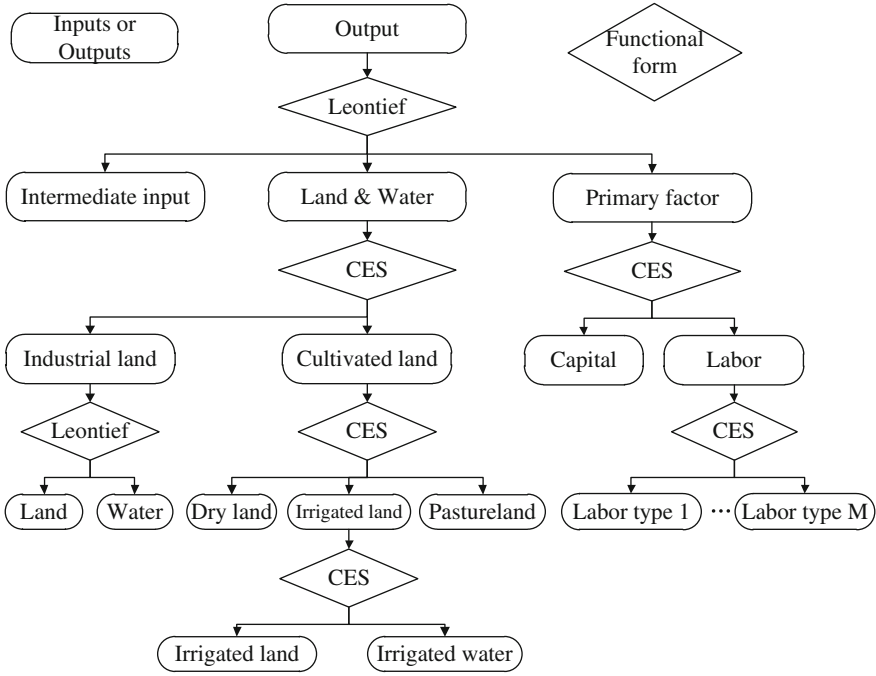 Inputs or
Outputs
Output
Functional
form
Leontief
Intermediate input
Land & Water
Primary factor
CES
CES
Industrial land
Cultivated land
Capital
Labor
Leontief
CES
CES
Land
Water
Dry land
Irrigated land
Pastureland
Labor type 1
···
Labor type M
CES
Irrigated land
Irrigated water